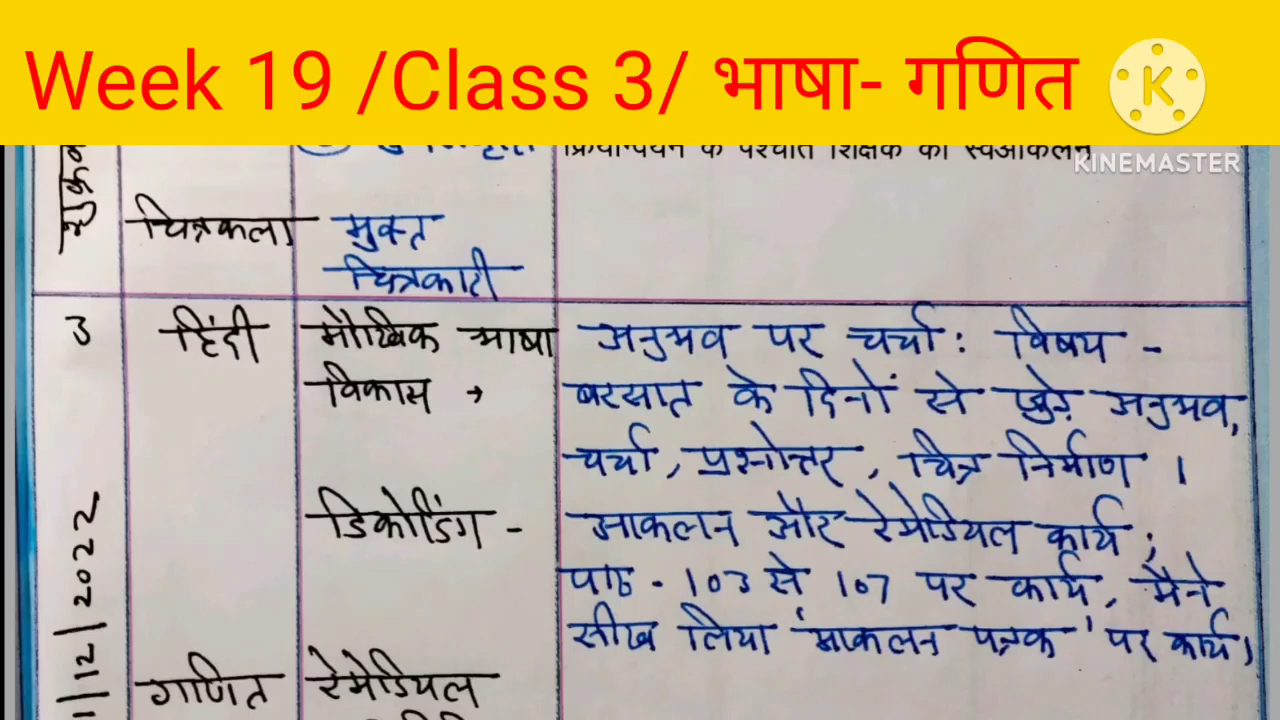 Week 19 /Class 3/ भाषा- गणित
K
KINEMASTER
क्रियान्वयन के पश्चात शिक्षक का स्वआकलन
चित्रकला मुक्त
चित्रकारी
3 हिंदी मौखिक भाषा अनुभव पर चर्चा: विषय -
विकास → बरसात के दिनों से जुड़े अनुभव,
चर्चा, प्रश्नोत्तर, चित्र निर्माण ।
डिकोडिंग - आकलन और रेमेडियल कार्य;
पाठ - 103 से 107 पर कार्य, मैने
सीख लिया 'आकलन पत्रक' पर कार्य।
/12/2022
गणित रेमेडियल